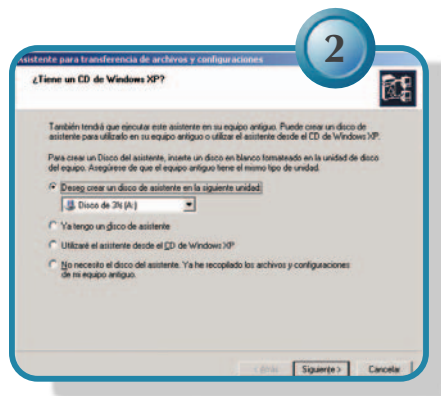 2
Asistente para transferencia de archivos y configuraciones
¿Tiene un CD de Windows XP?
También tendrá que ejecutar este asistente en su equipo antiguo. Puede crear un disco de
asistente para utilizarlo en su equipo antiguo o utilizar el asistente desde el CD de Windows XP.
Para crear un Disco del asistente, inserte un disco en blanco formateado en la unidad de disco
del equipo. Asegúrese de que el equipo antiguo tiene el mismo tipo de unidad.
Deseo crear un disco de asistente en la siguiente unidad:
Disco de 3½ (A:)
Ya tengo un disco de asistente
Utilizaré el asistente desde el CD de Windows XP
No necesito el disco del asistente. Ya he recopilado los archivos y configuraciones
de mi equipo antiguo.
< Atrás Siguiente > Cancelar